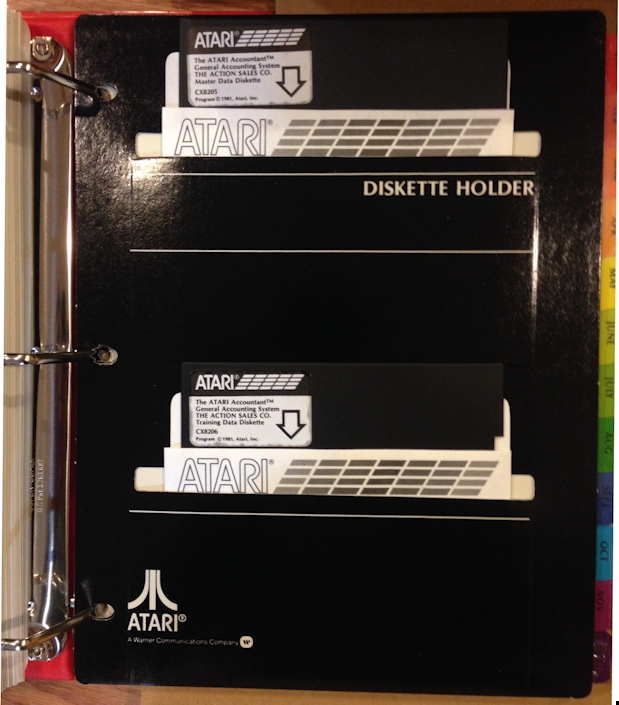 ATARI®
The ATARI Accountant™
General Accounting System
THE ACTION SALES CO.
Master Data Diskette
CX8205
Program © 1981, Atari, Inc.
ATARI®
DISKETTE HOLDER
ATARI®
The ATARI Accountant™
General Accounting System
THE ACTION SALES CO.
Training Data Diskette
CX8206
Program © 1981, Atari, Inc.
ATARI®
ATARI®
A Warner Communications Company
APR
MAY
JUNE
JULY
AUG
SEPT
OCT
NOV